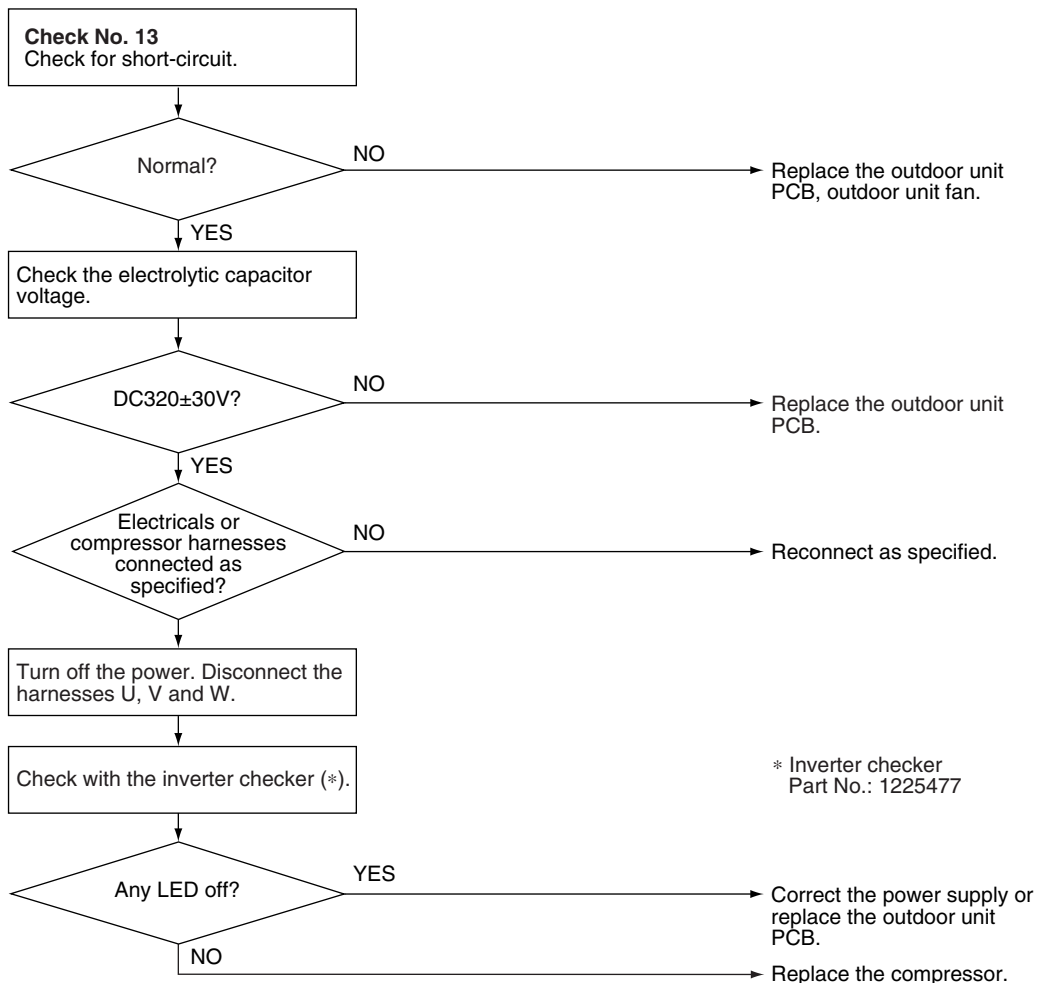 Check No. 13
Check for short-circuit.
Normal?
NO
Replace the outdoor unit
PCB, outdoor unit fan.
YES
Check the electrolytic capacitor
voltage.
DC320±30V?
NO
Replace the outdoor unit
PCB.
YES
Electricals or
compressor harnesses
connected as
specified?
NO
Reconnect as specified.
Turn off the power. Disconnect the
harnesses U, V and W.
Check with the inverter checker (*).
* Inverter checker
Part No.: 1225477
Any LED off?
YES
Correct the power supply or
replace the outdoor unit
PCB.
NO
Replace the compressor.